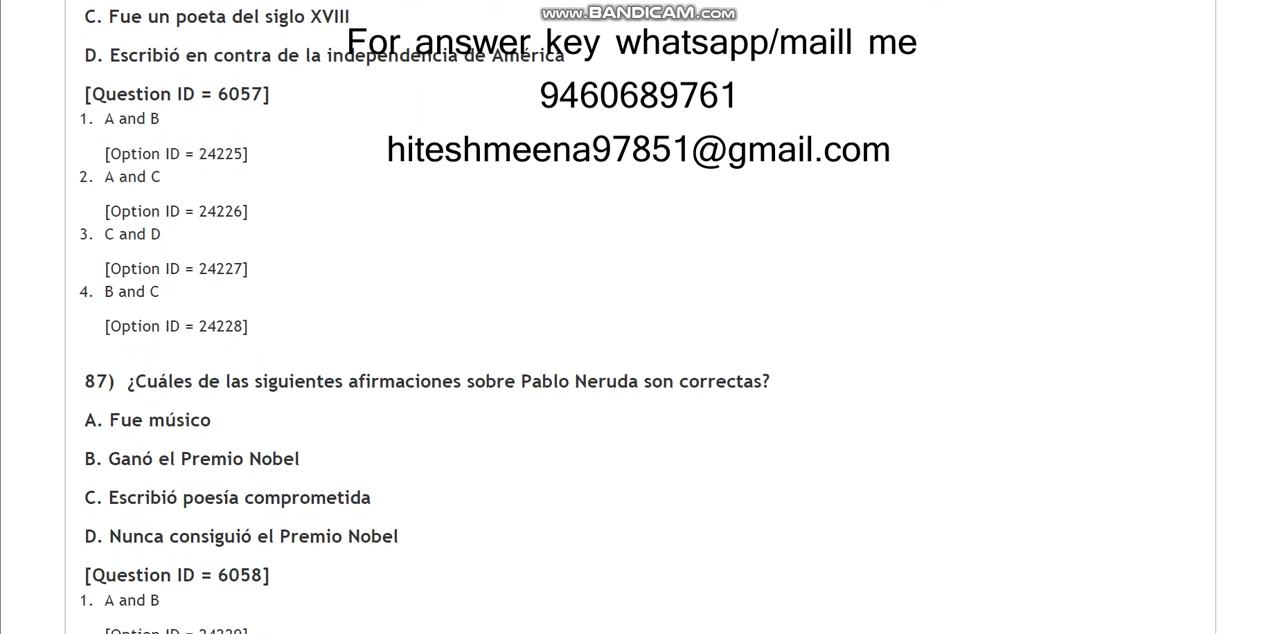 C. Fue un poeta del siglo XVIII
www.BANDICAM.com
For answer key whatsapp/maill me
D. Escribió en contra de la independencia de América
[Question ID = 6057]
9460689761
1. A and B
hiteshmeena97851@gmail.com
[Option ID = 24225]
2. A and C
[Option ID = 24226]
3. C and D
[Option ID = 24227]
4. B and C
[Option ID = 24228]
87) ¿Cuáles de las siguientes afirmaciones sobre Pablo Neruda son correctas?
A. Fue músico
B. Ganó el Premio Nobel
C. Escribió poesía comprometida
D. Nunca consiguió el Premio Nobel
[Question ID = 6058]
1. A and B
[Option ID = 24229]